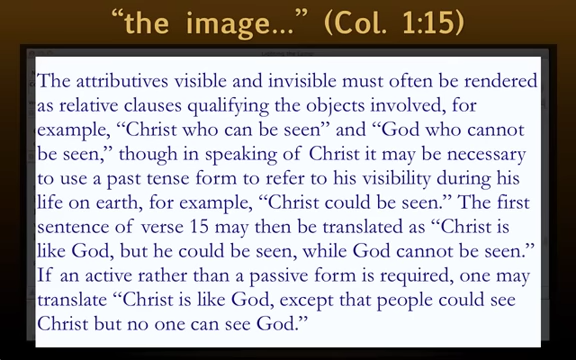 “the image...” (Col. 1:15)
The attributives visible and invisible must often be rendered
as relative clauses qualifying the objects involved, for
example, “Christ who can be seen” and “God who cannot
be seen,” though in speaking of Christ it may be necessary
to use a past tense form to refer to his visibility during his
life on earth, for example, “Christ could be seen.” The first
sentence of verse 15 may then be translated as “Christ is
like God, but he could be seen, while God cannot be seen.”
If an active rather than a passive form is required, one may
translate “Christ is like God, except that people could see
Christ but no one can see God.”